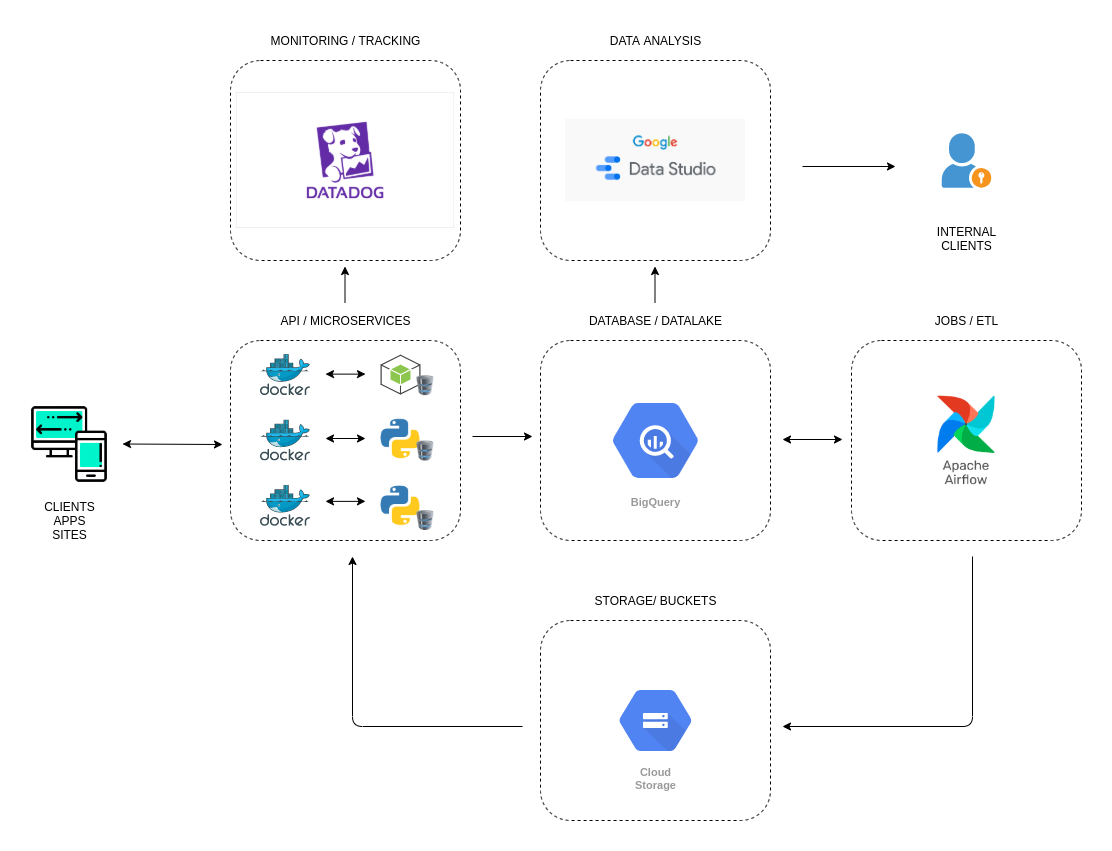 MONITORING / TRACKING
DATA ANALYSIS
DATADOG
Google
Data Studio
INTERNAL
CLIENTS
API / MICROSERVICES
DATABASE / DATALAKE
JOBS / ETL
docker
docker
docker
CLIENTS
APPS
SITES
BigQuery
Apache
Airflow
STORAGE/ BUCKETS
Cloud
Storage